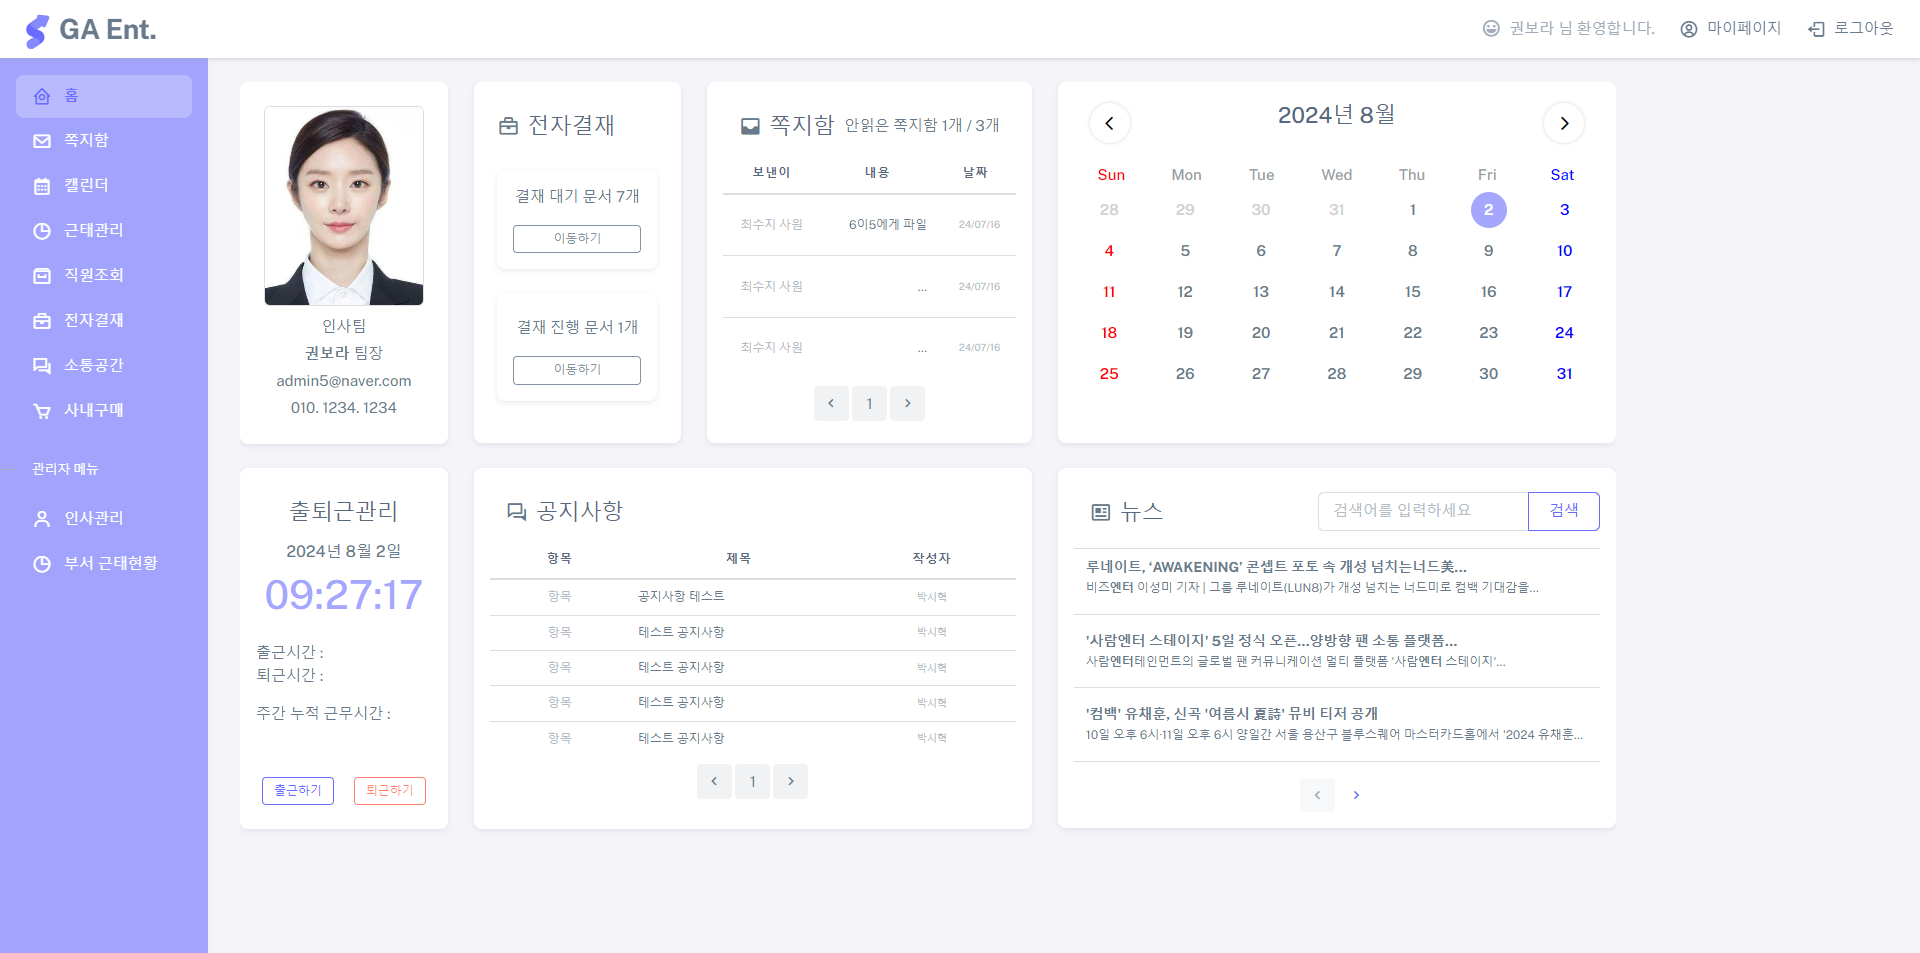 GA Ent.
권보라 님 환영합니다.
마이페이지
로그아웃
홈
쪽지함
캘린더
근태관리
직원조회
전자결재
소통공간
사내구매
관리자 메뉴
인사관리
부서 근태현황
인사팀
권보라 팀장
admin5@naver.com
010. 1234. 1234
전자결재
결재 대기 문서 7개
이동하기
결재 진행 문서 1개
이동하기
쪽지함 안읽은 쪽지함 1개 / 3개
보낸이 내용 날짜
최수지 사원 6이5에게 파일 24/07/16
최수지 사원 ... 24/07/16
최수지 사원 ... 24/07/16
1
2024년 8월
Sun Mon Tue Wed Thu Fri Sat
28 29 30 31 1 2 3
4 5 6 7 8 9 10
11 12 13 14 15 16 17
18 19 20 21 22 23 24
25 26 27 28 29 30 31
출퇴근관리
2024년 8월 2일
09:27:17
출근시간 :
퇴근시간 :
주간 누적 근무시간 :
출근하기 퇴근하기
공지사항
항목 제목 작성자
항목 공지사항 테스트 박시혁
항목 테스트 공지사항 박시혁
항목 테스트 공지사항 박시혁
항목 테스트 공지사항 박시혁
항목 테스트 공지사항 박시혁
1
뉴스
검색어를 입력하세요 검색
루네이트, ‘AWAKENING’ 콘셉트 포토 속 개성 넘치는너드美...
비즈엔터 이성미 기자 | 그룹 루네이트(LUN8)가 개성 넘치는 너드미로 컴백 기대감을...
'사람엔터 스테이지' 5일 정식 오픈...양방향 팬 소통 플랫폼...
사람엔터테인먼트의 글로벌 팬 커뮤니케이션 멀티 플랫폼 '사람엔터 스테이지'...
'컴백' 유채훈, 신곡 '여름시 夏詩' 뮤비 티저 공개
10일 오후 6시·11일 오후 6시 양일간 서울 용산구 블루스퀘어 마스터카드홀에서 '2024 유채훈...